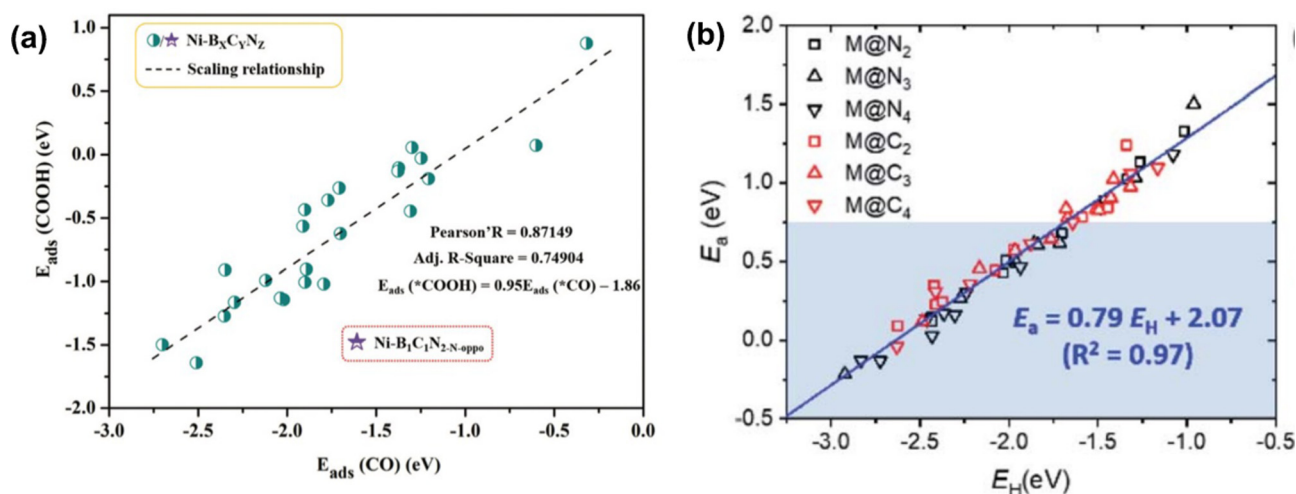 (a)
Ni-BXCYNZ
Scaling relationship
Pearson'R = 0.87149
Adj. R-Square = 0.74904
Eads (*COOH) = 0.95Eads (*CO) – 1.86
Ni-B1C1N2-N-oppo
Eads (COOH) (eV)
1.0
0.5
0.0
-0.5
-1.0
-1.5
-2.0
-3.0 -2.5 -2.0 -1.5 -1.0 -0.5 0.0
Eads (CO) (eV)
(b)
M@N2
M@N3
M@N4
M@C2
M@C3
M@C4
Ea = 0.79 EH + 2.07
(R2 = 0.97)
Ea (eV)
2.0
1.5
1.0
0.5
0.0
-0.5
-3.0 -2.5 -2.0 -1.5 -1.0 -0.5
EH(eV)